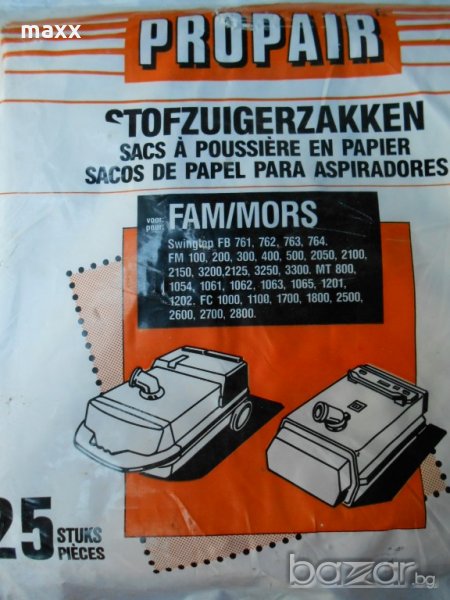 maxx
PROPAIR
STOFZUIGERZAKKEN
SACS À POUSSIÈRE EN PAPIER
SACOS DE PAPEL PARA ASPIRADORES
voor:
pour:
FAM/MORS
Swingtop FB 761, 762, 763, 764.
FM 100, 200, 300, 400, 500, 2050, 2100,
2150, 3200,2125, 3250, 3300. MT 800,
1054, 1061, 1062, 1063, 1065, 1201,
1202. FC 1000, 1100, 1700, 1800, 2500,
2600, 2700, 2800.
25 STUKS
PIÈCES
bazar.bg